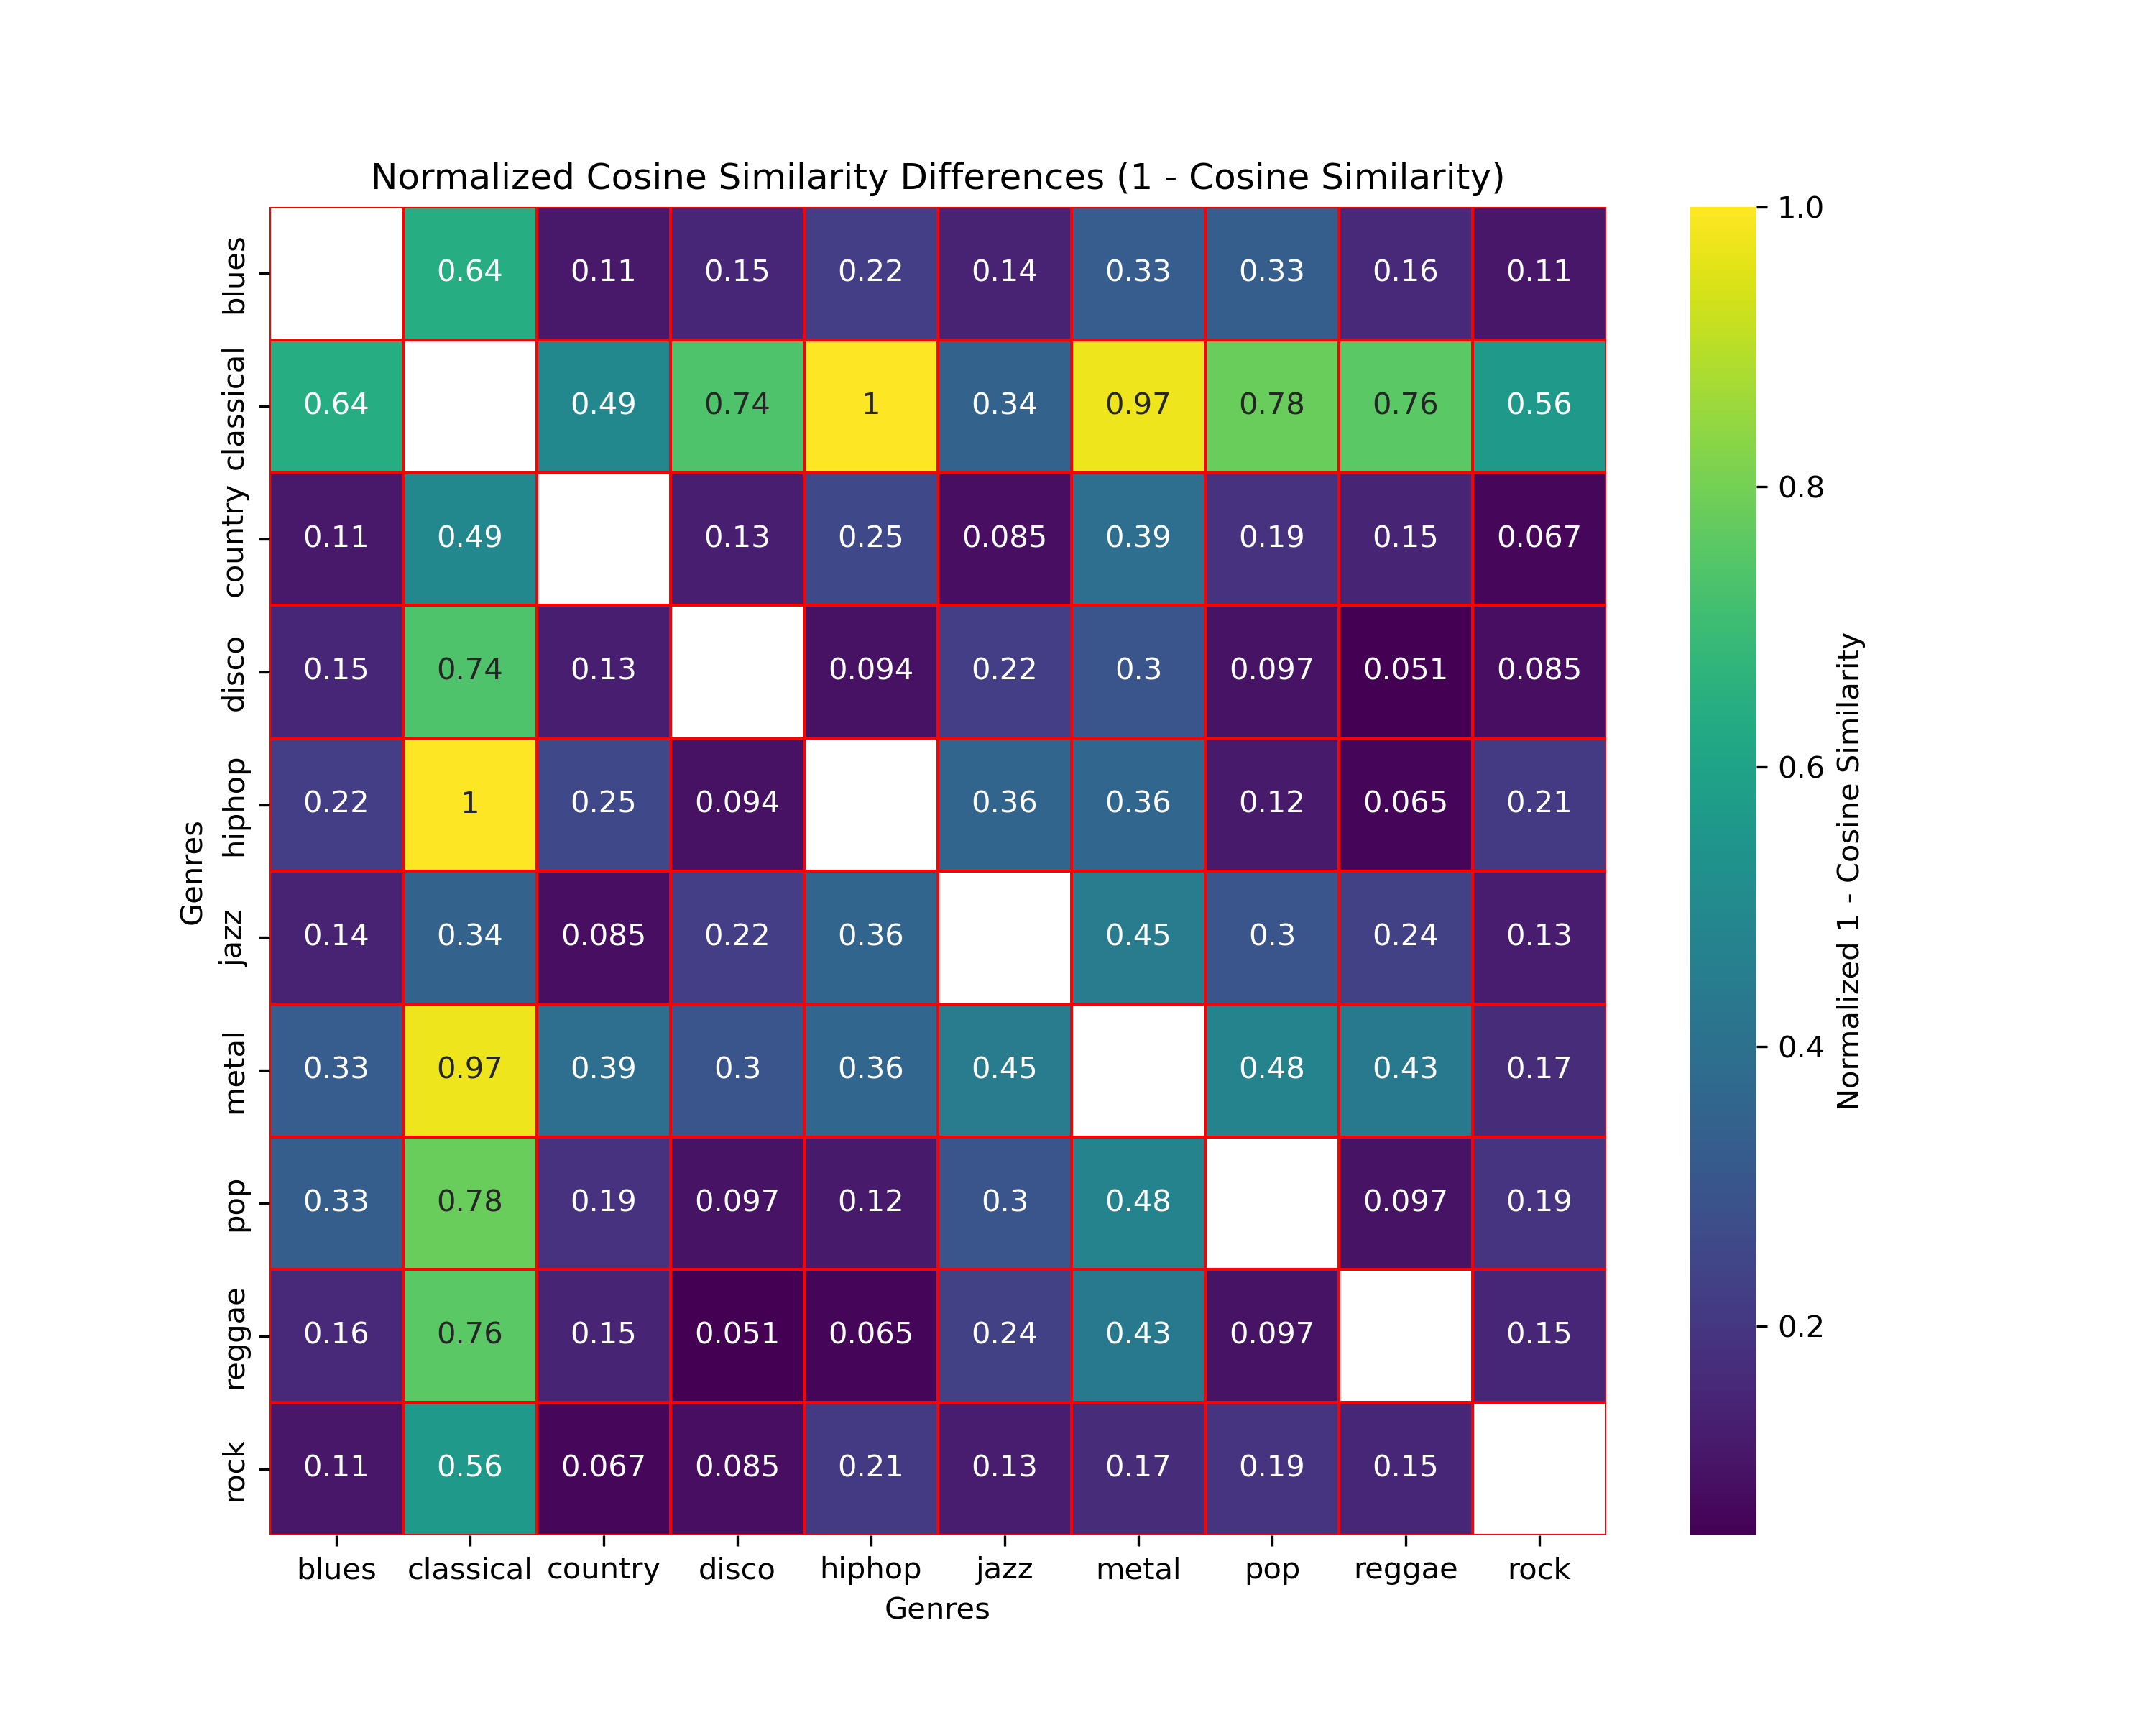 Normalized Cosine Similarity Differences (1 - Cosine Similarity)
blues 0.64 0.11 0.15 0.22 0.14 0.33 0.33 0.16 0.11
classical 0.64 0.49 0.74 1 0.34 0.97 0.78 0.76 0.56
country 0.11 0.49 0.13 0.25 0.085 0.39 0.19 0.15 0.067
disco 0.15 0.74 0.13 0.094 0.22 0.3 0.097 0.051 0.085
hiphop 0.22 1 0.25 0.094 0.36 0.36 0.12 0.065 0.21
jazz 0.14 0.34 0.085 0.22 0.36 0.45 0.3 0.24 0.13
metal 0.33 0.97 0.39 0.3 0.36 0.45 0.48 0.43 0.17
pop 0.33 0.78 0.19 0.097 0.12 0.3 0.48 0.097 0.19
reggae 0.16 0.76 0.15 0.051 0.065 0.24 0.43 0.097 0.15
rock 0.11 0.56 0.067 0.085 0.21 0.13 0.17 0.19 0.15
Genres
blues classical country disco hiphop jazz metal pop reggae rock
Genres
1.0
0.8
0.6
0.4
0.2
Normalized 1 - Cosine Similarity